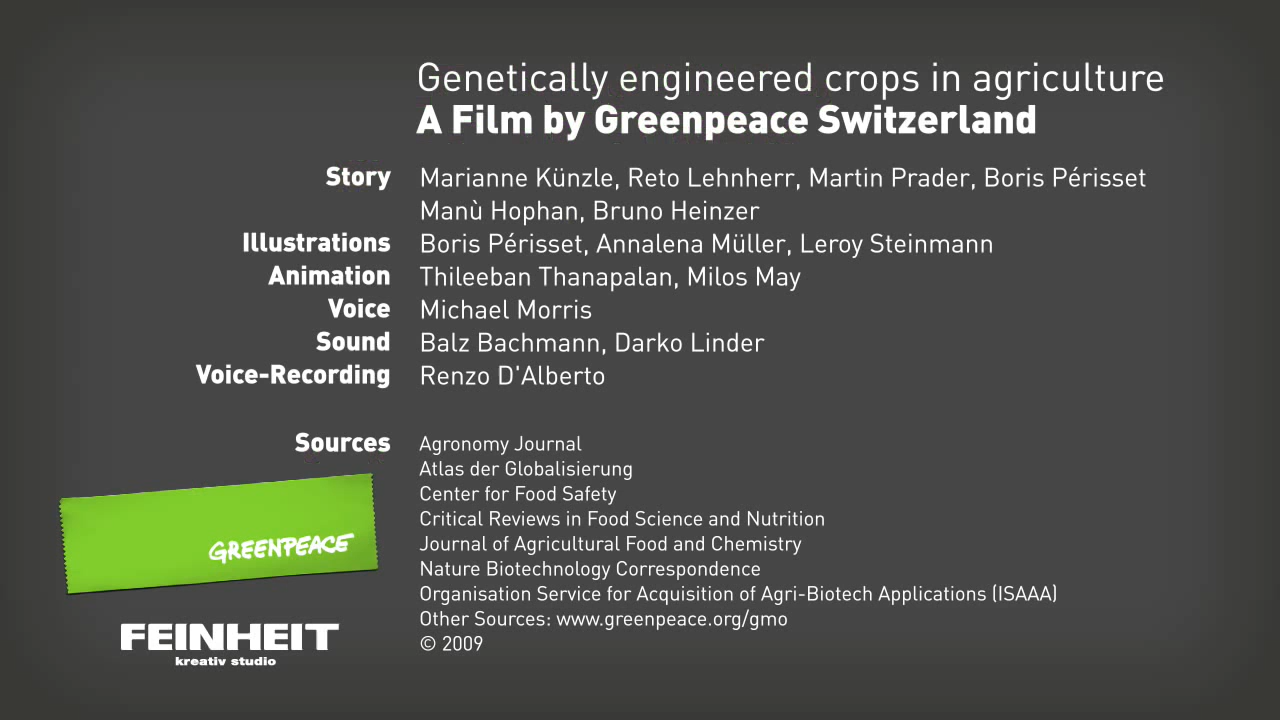 Genetically engineered crops in agriculture
A Film by Greenpeace Switzerland
Story Marianne Künzle, Reto Lehnherr, Martin Prader, Boris Périsset
Manù Hophan, Bruno Heinzer
Illustrations Boris Périsset, Annalena Müller, Leroy Steinmann
Animation Thileeban Thanapalan, Milos May
Voice Michael Morris
Sound Balz Bachmann, Darko Linder
Voice-Recording Renzo D'Alberto
Sources Agronomy Journal
Atlas der Globalisierung
Center for Food Safety
Critical Reviews in Food Science and Nutrition
Journal of Agricultural Food and Chemistry
Nature Biotechnology Correspondence
Organisation Service for Acquisition of Agri-Biotech Applications (ISAAA)
Other Sources: www.greenpeace.org/gmo
© 2009
GREENPEACE
FEINHEIT
kreativ studio